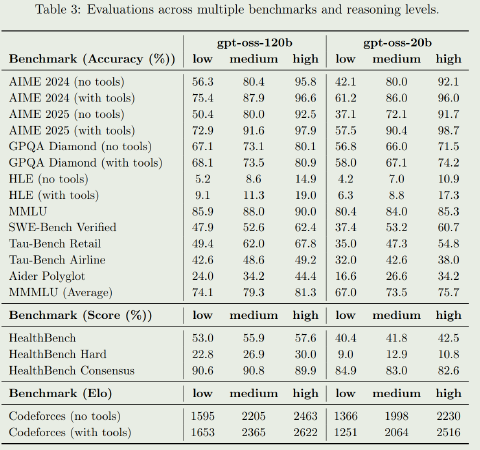 Table 3: Evaluations across multiple benchmarks and reasoning levels.
gpt-oss-120b gpt-oss-20b
Benchmark (Accuracy (%)) low medium high low medium high
AIME 2024 (no tools) 56.3 80.4 95.8 42.1 80.0 92.1
AIME 2024 (with tools) 75.4 87.9 96.6 61.2 86.0 96.0
AIME 2025 (no tools) 50.4 80.0 92.5 37.1 72.1 91.7
AIME 2025 (with tools) 72.9 91.6 97.9 57.5 90.4 98.7
GPQA Diamond (no tools) 67.1 73.1 80.1 56.8 66.0 71.5
GPQA Diamond (with tools) 68.1 73.5 80.9 58.0 67.1 74.2
HLE (no tools) 5.2 8.6 14.9 4.2 7.0 10.9
HLE (with tools) 9.1 11.3 19.0 6.3 8.8 17.3
MMLU 85.9 88.0 90.0 80.4 84.0 85.3
SWE-Bench Verified 47.9 52.6 62.4 37.4 53.2 60.7
Tau-Bench Retail 49.4 62.0 67.8 35.0 47.3 54.8
Tau-Bench Airline 42.6 48.6 49.2 32.0 42.6 38.0
Aider Polyglot 24.0 34.2 44.4 16.6 26.6 34.2
MMMLU (Average) 74.1 79.3 81.3 67.0 73.5 75.7
Benchmark (Score (%)) low medium high low medium high
HealthBench 53.0 55.9 57.6 40.4 41.8 42.5
HealthBench Hard 22.8 26.9 30.0 9.0 12.9 10.8
HealthBench Consensus 90.6 90.8 89.9 84.9 83.0 82.6
Benchmark (Elo) low medium high low medium high
Codeforces (no tools) 1595 2205 2463 1366 1998 2230
Codeforces (with tools) 1653 2365 2622 1251 2064 2516